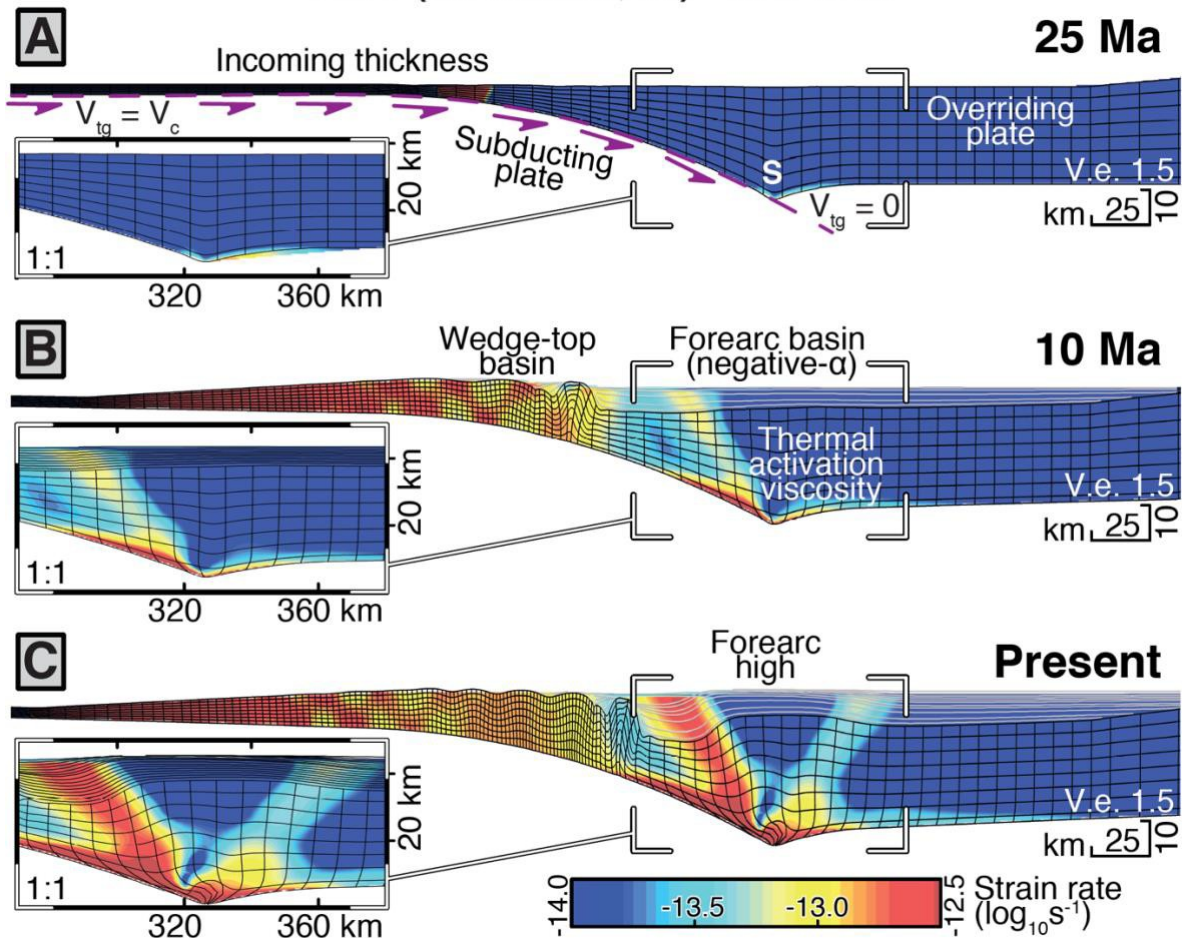 A
25 Ma
Incoming thickness
V_tg = V_c
Subducting
plate
Overriding
plate
S
V_tg = 0
V.e. 1.5
km 25 10
20 km
1:1
320 360 km
B
10 Ma
Wedge-top
basin
Forearc basin
(negative-α)
Thermal
activation
viscosity
V.e. 1.5
km 25 10
20 km
1:1
320 360 km
C
Present
Forearc
high
V.e. 1.5
km 25 10
20 km
1:1
320 360 km
-14.0 -13.5 -13.0 -12.5
Strain rate
(log₁₀s⁻¹)